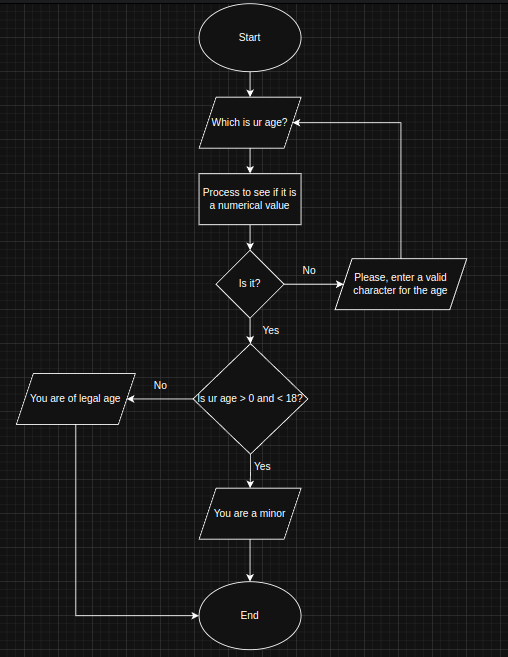 Start
Which is ur age?
Process to see if it is
a numerical value
Is it?
No
Please, enter a valid
character for the age
Yes
Is ur age > 0 and < 18?
No
You are of legal age
Yes
You are a minor
End